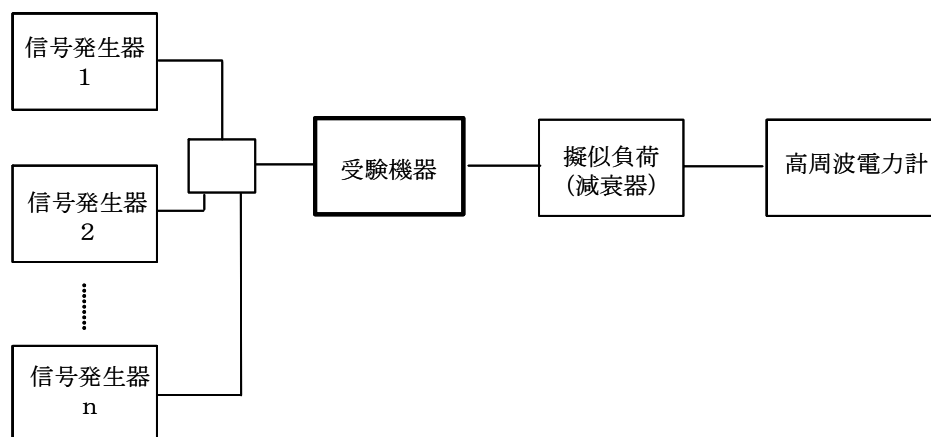 信号発生器
1
信号発生器
2
信号発生器
n
受験機器
擬似負荷
(減衰器)
高周波電力計